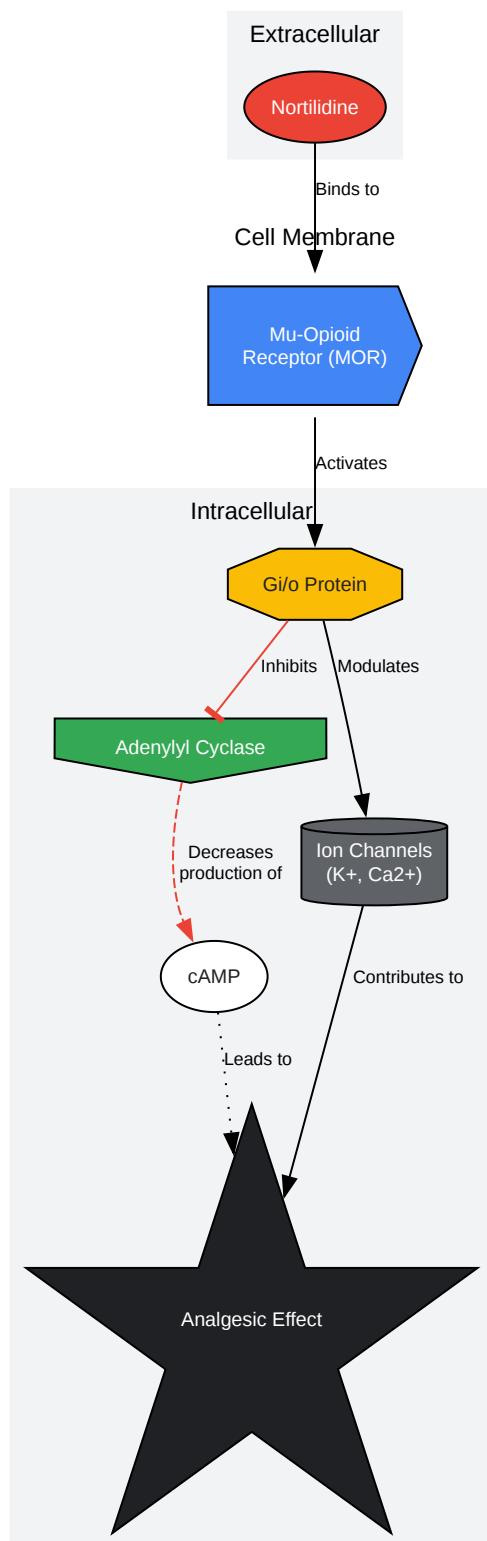 Extracellular
Nortilidine
Binds to
Cell Membrane
Mu-Opioid
Receptor (MOR)
Activates
Intracellular
Gi/o Protein
Inhibits
Modulates
Adenylyl Cyclase
Ion Channels
(K+, Ca2+)
Decreases
production of
cAMP
Contributes to
Leads to
Analgesic Effect